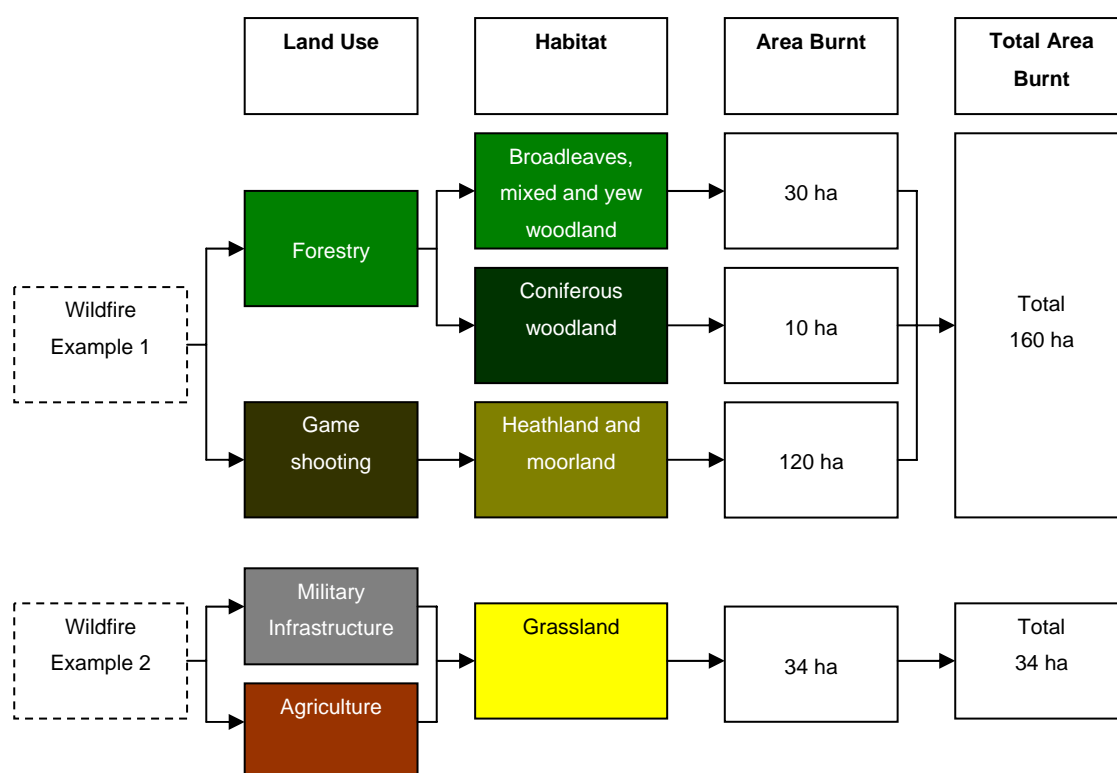 Land Use
Habitat
Area Burnt
Total Area
Burnt
Wildfire
Example 1
Forestry
Broadleaves,
mixed and yew
woodland
30 ha
Coniferous
woodland
10 ha
Game
shooting
Heathland and
moorland
120 ha
Total
160 ha
Wildfire
Example 2
Military
Infrastructure
Agriculture
Grassland
34 ha
Total
34 ha